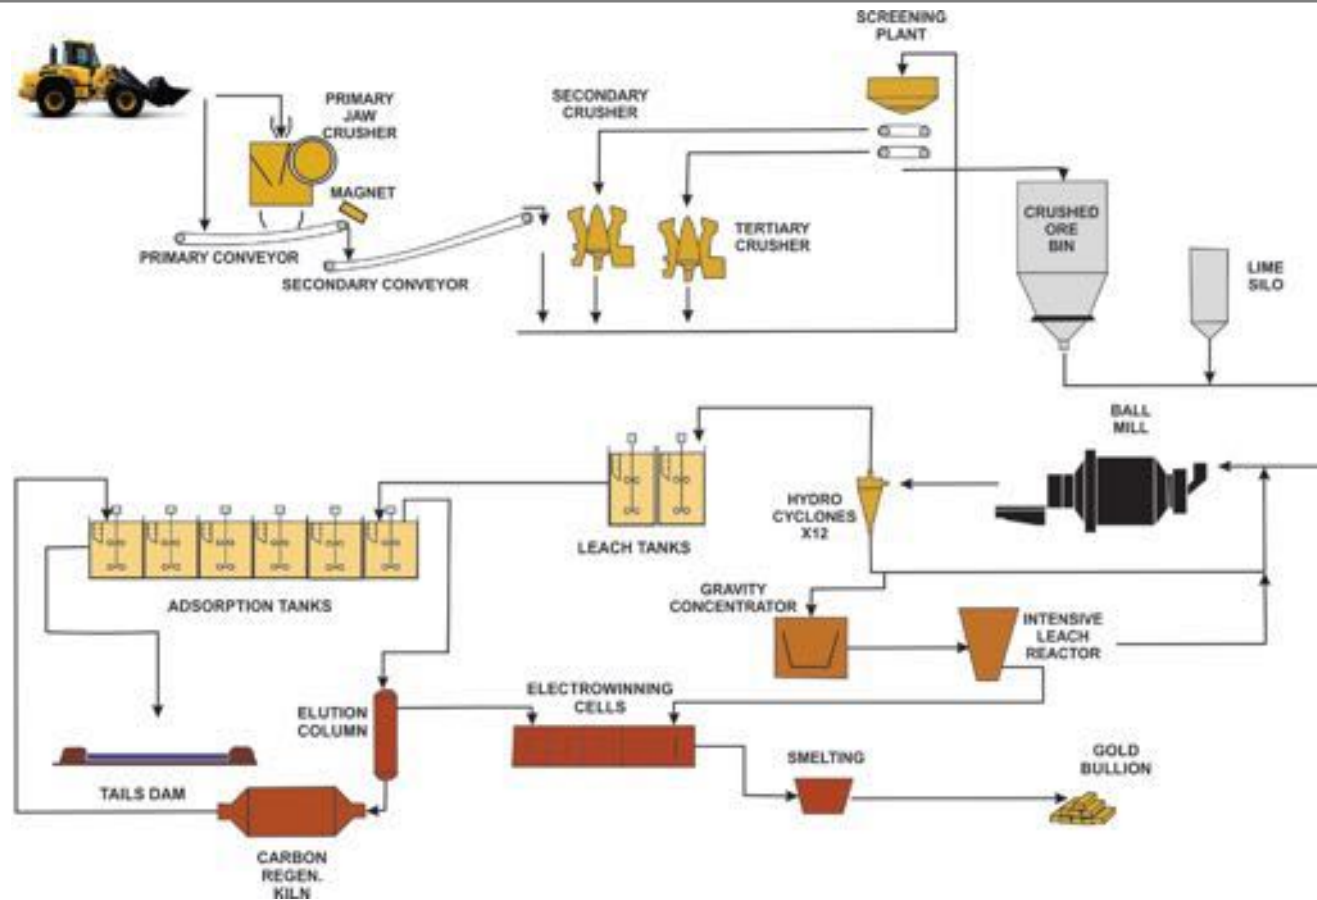 SCREENING
PLANT
PRIMARY
JAW
CRUSHER
SECONDARY
CRUSHER
MAGNET
CRUSHED
ORE
BIN
TERTIARY
CRUSHER
PRIMARY CONVEYOR
SECONDARY CONVEYOR
LIME
SILO
BALL
MILL
HYDRO
CYCLONES
X12
LEACH TANKS
ADSORPTION TANKS
GRAVITY
CONCENTRATOR
INTENSIVE
LEACH
REACTOR
ELUTION
COLUMN
ELECTROWINNING
CELLS
SMELTING
GOLD
BULLION
TAILS DAM
CARBON
REGEN.
KILN